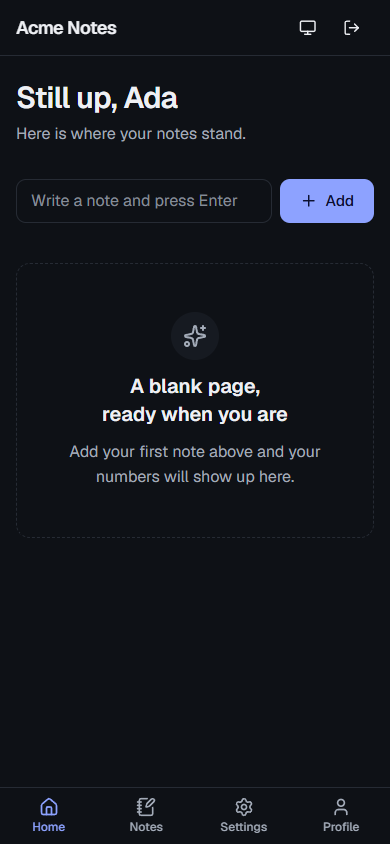 Acme Notes
Still up, Ada
Here is where your notes stand.
Write a note and press Enter
Add
A blank page,
ready when you are
Add your first note above and your
numbers will show up here.
Home
Notes
Settings
Profile